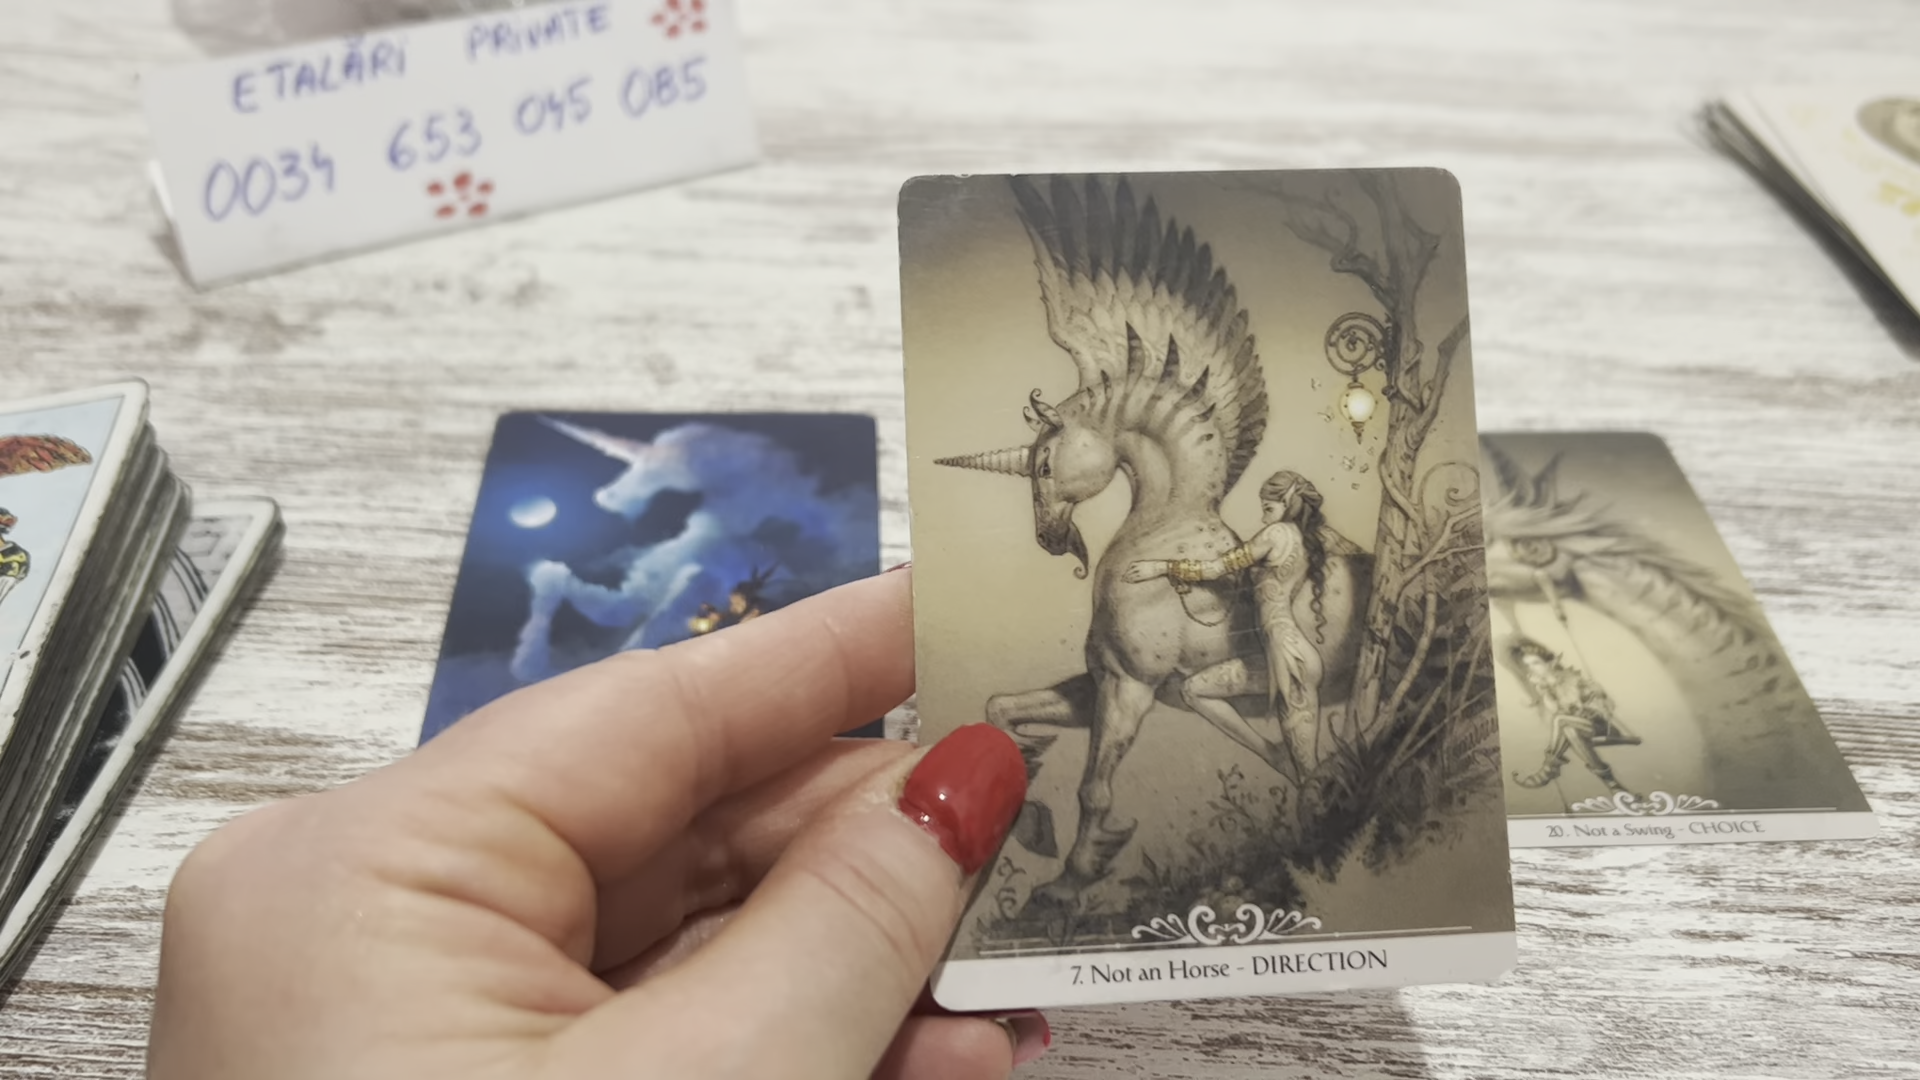 ETALĂRi PRiVATE
0034 653 045 085
7. Not an Horse - DIRECTION
20. Not a Swing - CHOICE